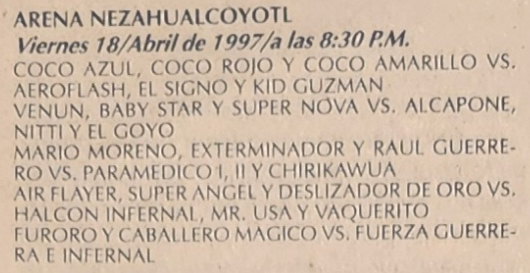 ARENA NEZAHUALCOYOTL
Viernes 18/Abril de 1997/a las 8:30 P.M.
COCO AZUL, COCO ROJO Y COCO AMARILLO VS.
AEROFLASH, EL SIGNO Y KID GUZMAN
VENUN, BABY STAR Y SUPER NOVA VS. ALCAPONE,
NITTI Y EL GOYO
MARIO MORENO, EXTERMINADOR Y RAUL GUERRE-
RO VS. PARAMEDICO I, II Y CHIRIKAWUA
AIR FLAYER, SUPER ANGEL Y DESLIZADOR DE ORO VS.
HALCON INFERNAL, MR. USA Y VAQUERITO
FURORO Y CABALLERO MAGICO VS. FUERZA GUERRE-
RA E INFERNAL